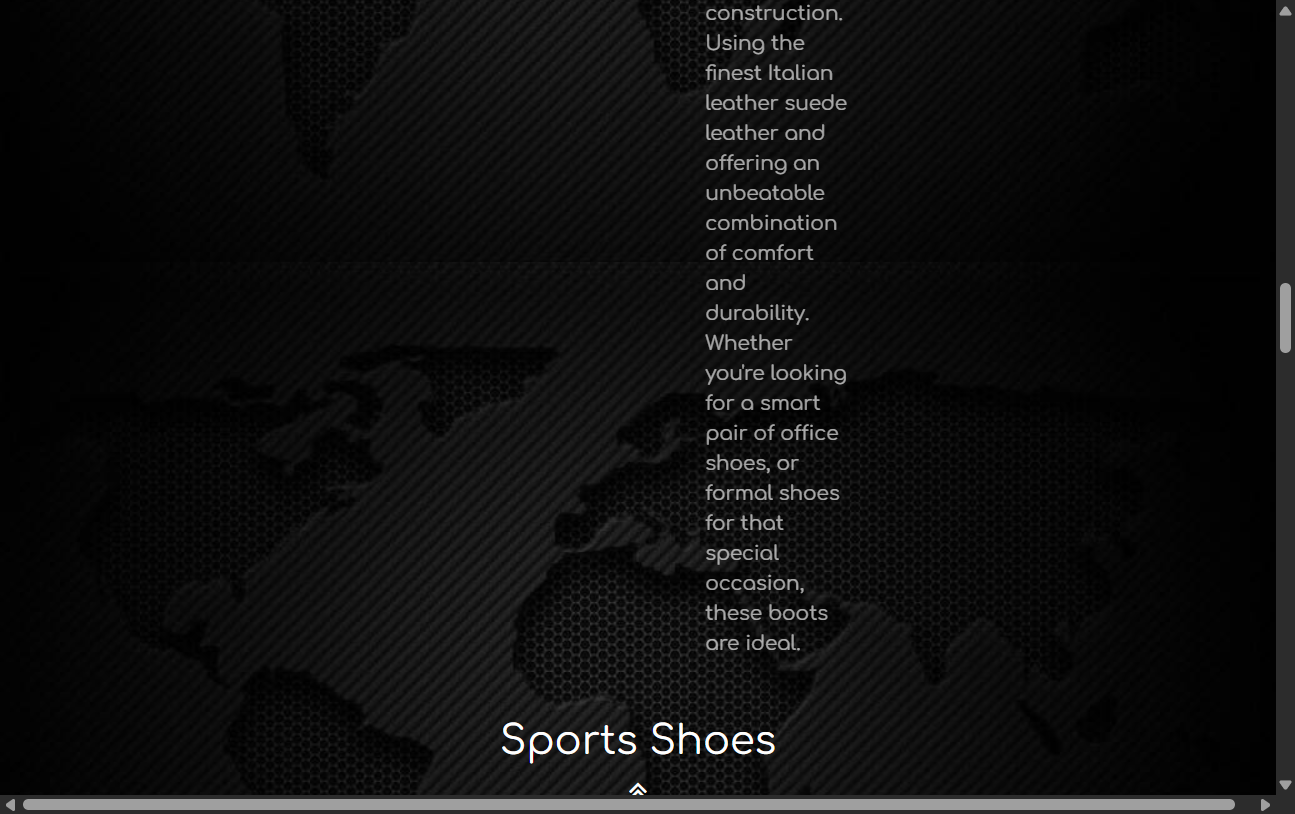 construction.
Using the
finest Italian
leather suede
leather and
offering an
unbeatable
combination
of comfort
and
durability.
Whether
you're looking
for a smart
pair of office
shoes, or
formal shoes
for that
special
occasion,
these boots
are ideal.
Sports Shoes